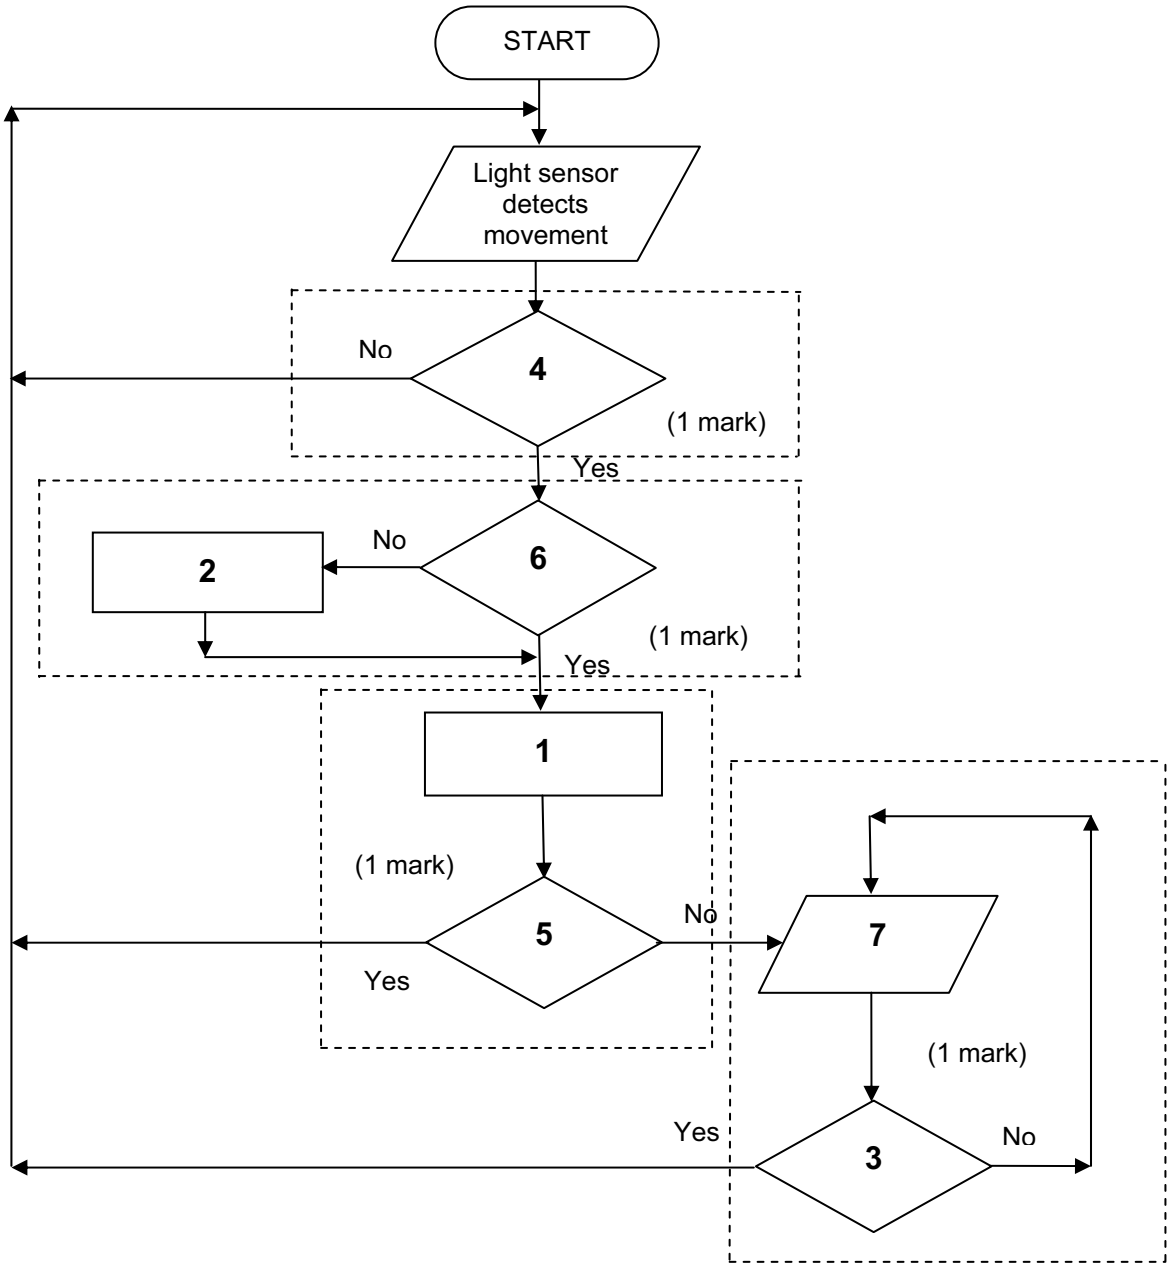 START
Light sensor
detects
movement
No
4
(1 mark)
Yes
No
2
6
(1 mark)
Yes
1
(1 mark)
No
5
7
Yes
(1 mark)
Yes
No
3